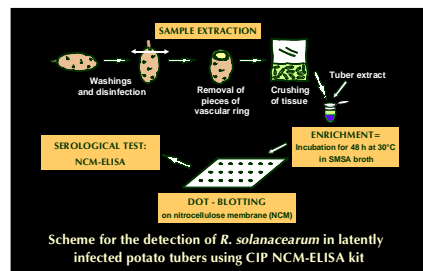 SAMPLE EXTRACTION
Washings
and disinfection
Removal of
pieces of
vascular ring
Crushing
of tissue
Tuber extract
ENRICHMENT=
Incubation for 48 h at 30°C
in SMSA broth
SEROLOGICAL TEST:
NCM-ELISA
DOT - BLOTTING
on nitrocellulose membrane (NCM)
Scheme for the detection of R. solanacearum in latently
infected potato tubers using CIP NCM-ELISA kit